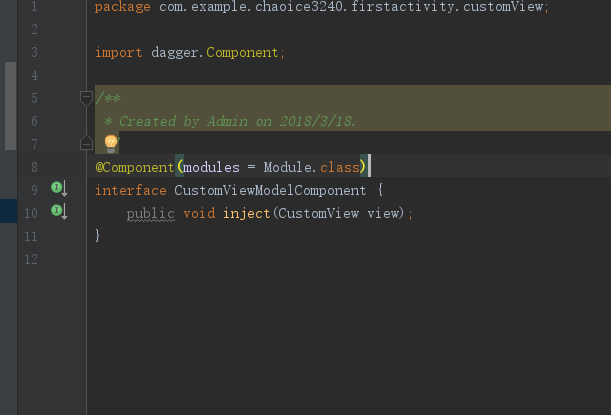 1 package com.example.chaoice3240.firstactivity.customView;
2
3 import dagger.Component;
4
5 /**
6 * Created by Admin on 2018/3/18.
7
8 @Component(modules = Module.class)
9 interface CustomViewModelComponent {
10 public void inject(CustomView view);
11 }
12